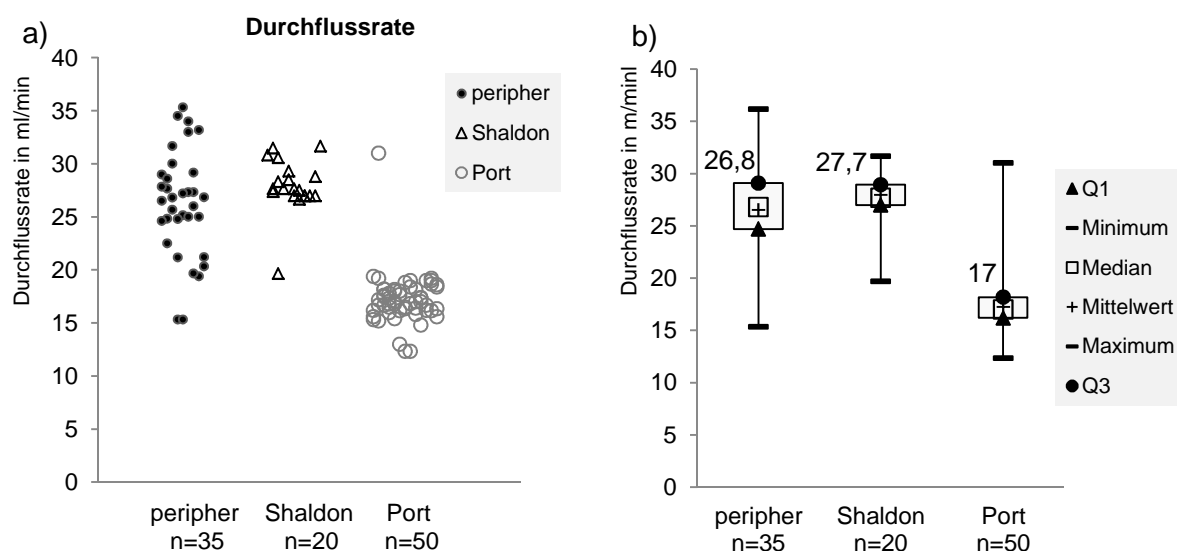 a)
Durchflussrate
Durchflussrate in ml/min
40
35
30
25
20
15
10
5
0
peripher
Shaldon
Port
peripher
n=35
Shaldon
n=20
Port
n=50
b)
Durchflussrate in m/minl
40
35
30
25
20
15
10
5
0
26,8
27,7
17
Q1
Minimum
Median
Mittelwert
Maximum
Q3
peripher
n=35
Shaldon
n=20
Port
n=50